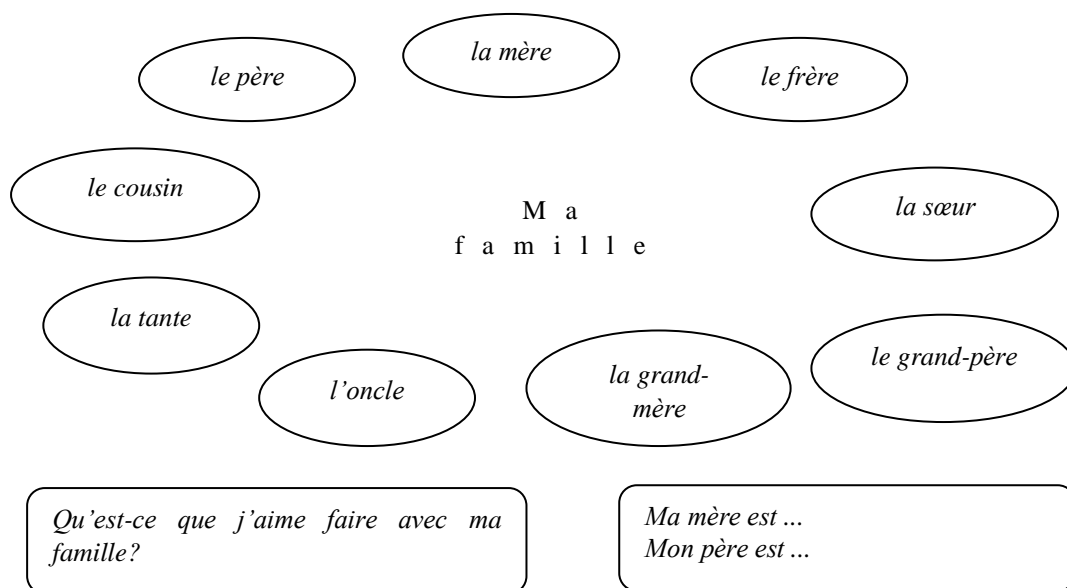 la mère
le père
le frère
le cousin
la sœur
M a
f a m i l l e
la tante
le grand-père
l’oncle
la grand-
mère
Qu’est-ce que j’aime faire avec ma
famille?
Ma mère est ...
Mon père est ...